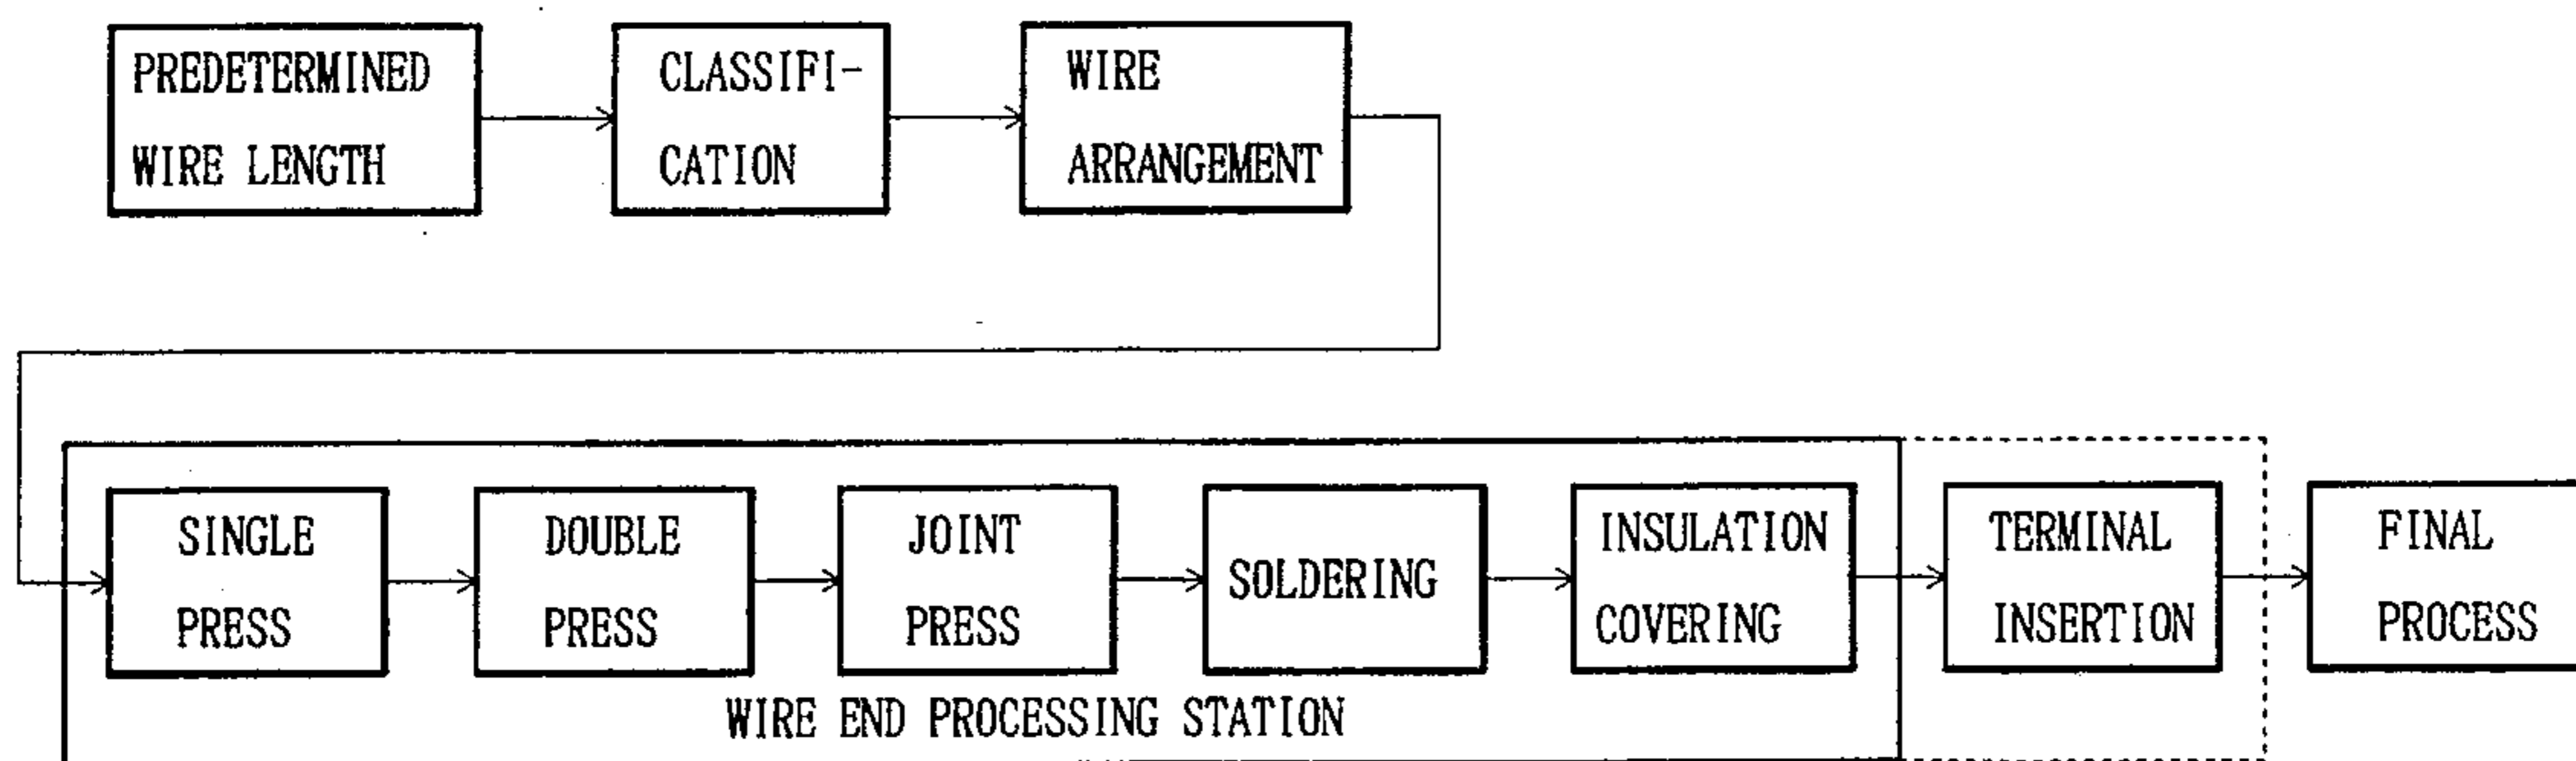 PREDETERMINED
WIRE LENGTH
CLASSIFI-
CATION
WIRE
ARRANGEMENT
SINGLE
PRESS
DOUBLE
PRESS
JOINT
PRESS
SOLDERING
INSULATION
COVERING
TERMINAL
INSERTION
FINAL
PROCESS
WIRE END PROCESSING STATION